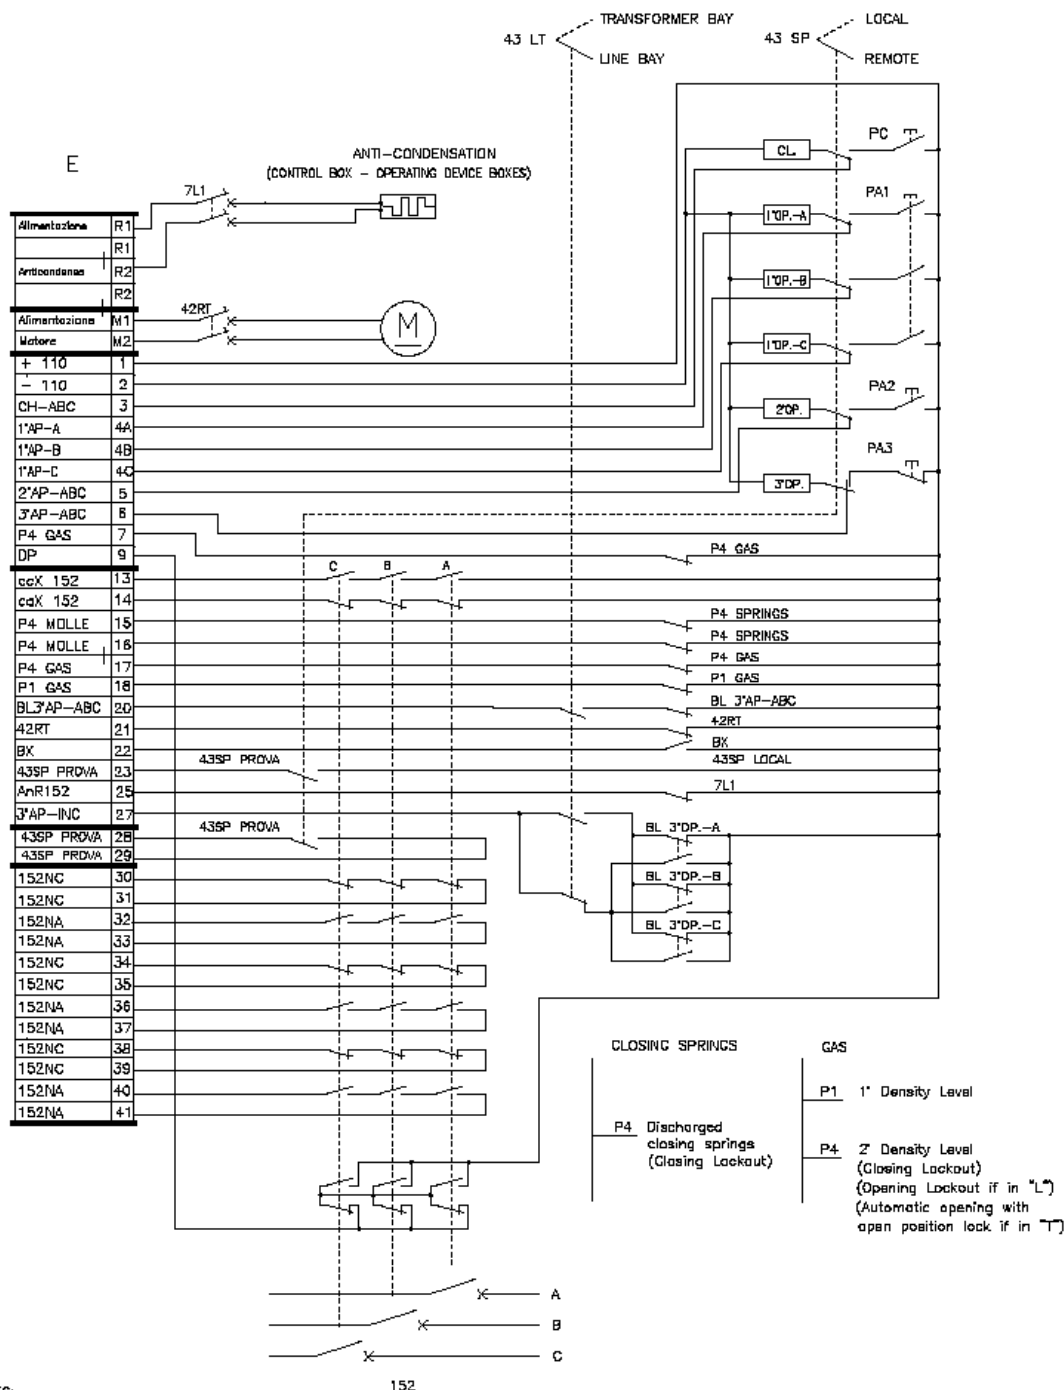 TRANSFORMER BAY
43 LT
LINE BAY
LOCAL
43 SP
REMOTE
E
ANTI-CONDENSATION
(CONTROL BOX - OPERATING DEVICE BOXES)
7L1
42RT
M
PC
CL.
PA1
1°OP.-A
1°OP.-B
1°OP.-C
PA2
2°OP.
PA3
3°OP.
Alimentazione R1
R1
Anticondensa R2
R2
Alimentazione M1
Motore M2
+ 110 1
- 110 2
CH-ABC 3
1°AP-A 4A
1°AP-B 4B
1°AP-C 4C
2°AP-ABC 5
3°AP-ABC 6
P4 GAS 7
DP 9
ccX 152 13
caX 152 14
P4 MOLLE 15
P4 MOLLE 16
P4 GAS 17
P1 GAS 18
BL3°AP-ABC 20
42RT 21
BX 22
43SP PROVA 23
AnR152 25
3°AP-INC 27
43SP PROVA 28
43SP PROVA 29
152NC 30
152NC 31
152NA 32
152NA 33
152NC 34
152NC 35
152NA 36
152NA 37
152NC 38
152NC 39
152NA 40
152NA 41
C B A
P4 GAS
P4 SPRINGS
P4 SPRINGS
P4 GAS
P1 GAS
BL 3°AP-ABC
42RT
BX
43SP PROVA
43SP LOCAL
7L1
43SP PROVA
BL 3°OP.-A
BL 3°OP.-B
BL 3°OP.-C
CLOSING SPRINGS
P4 Discharged
closing springs
(Closing Lockout)
GAS
P1 1° Density Level
P4 2° Density Level
(Closing Lockout)
(Opening Lockout if in "L")
(Automatic opening with
open position lock if in "T")
A
B
C
152